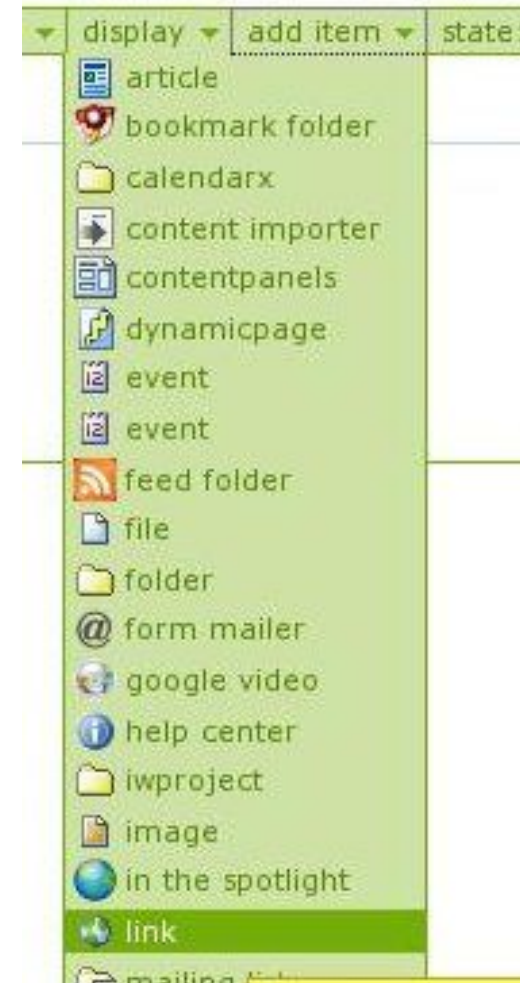 display add item state:
article
bookmark folder
calendarx
content importer
contentpanels
dynamicpage
event
event
feed folder
file
folder
form mailer
google video
help center
iwproject
image
in the spotlight
link
mailing